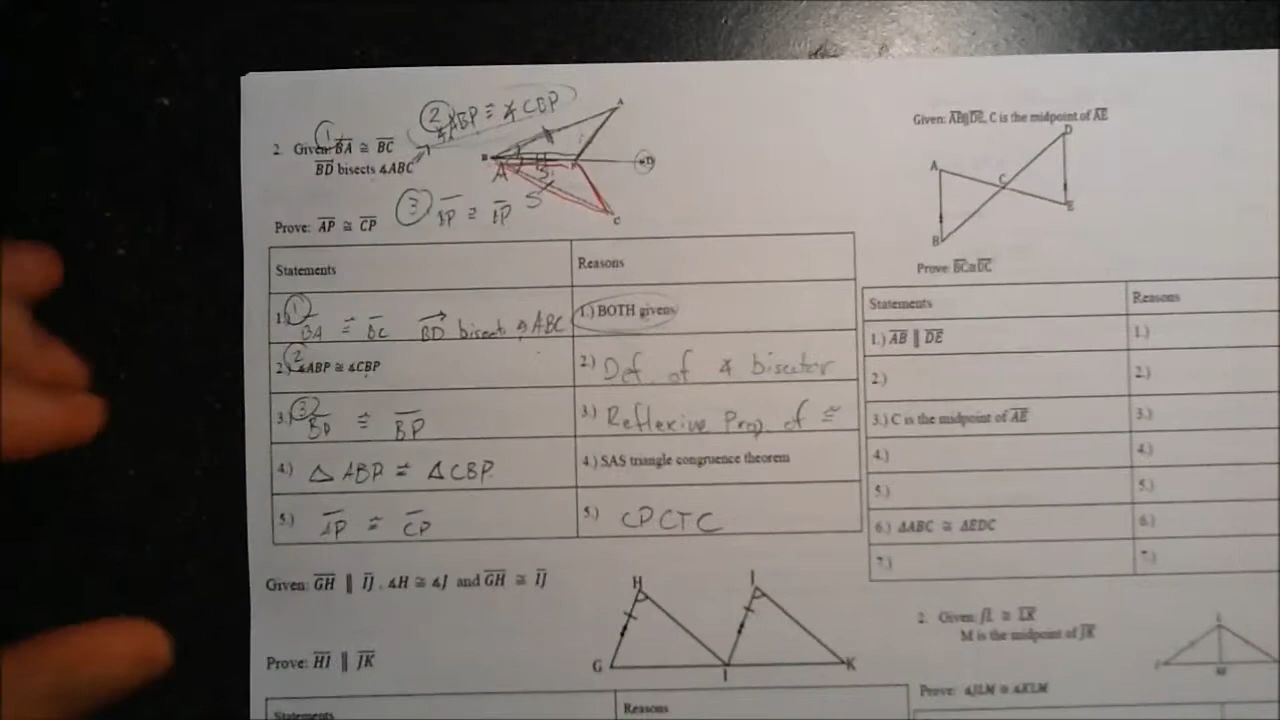 ② ∡ABP ≅ ∡CBP
①
2. Given: BA ≅ BC
BD bisects ∡ABC
③ BP ≅ BP
Prove: AP ≅ CP
A
B
D
A
S
S
C
Statements Reasons
1.) ① BA ≅ BC BD bisects ∡ABC 1.) BOTH givens
2.) ② ∡ABP ≅ ∡CBP 2.) Def. of ∡ bisector
3.) ③ BP ≅ BP 3.) Reflexive Prop. of ≅
4.) △ABP ≅ △CBP 4.) SAS triangle congruence theorem
5.) AP ≅ CP 5.) CPCTC
Given: GH ∥ IJ, ∡H ≅ ∡J and GH ≅ IJ
Prove: HI ∥ JK
H
J
G
I
K
Statements Reasons
Given: AB∥DE, C is the midpoint of AE
D
A
C
E
B
Prove: BC≅DC
Statements Reasons
1.) AB ∥ DE 1.)
2.) 2.)
3.) C is the midpoint of AE 3.)
4.) 4.)
5.) 5.)
6.) ΔABC ≅ ΔEDC 6.)
7.) 7.)
2. Given: JL ≅ LK
M is the midpoint of JK
L
J
M
Prove: ∡JLM ≅ ∡KLM